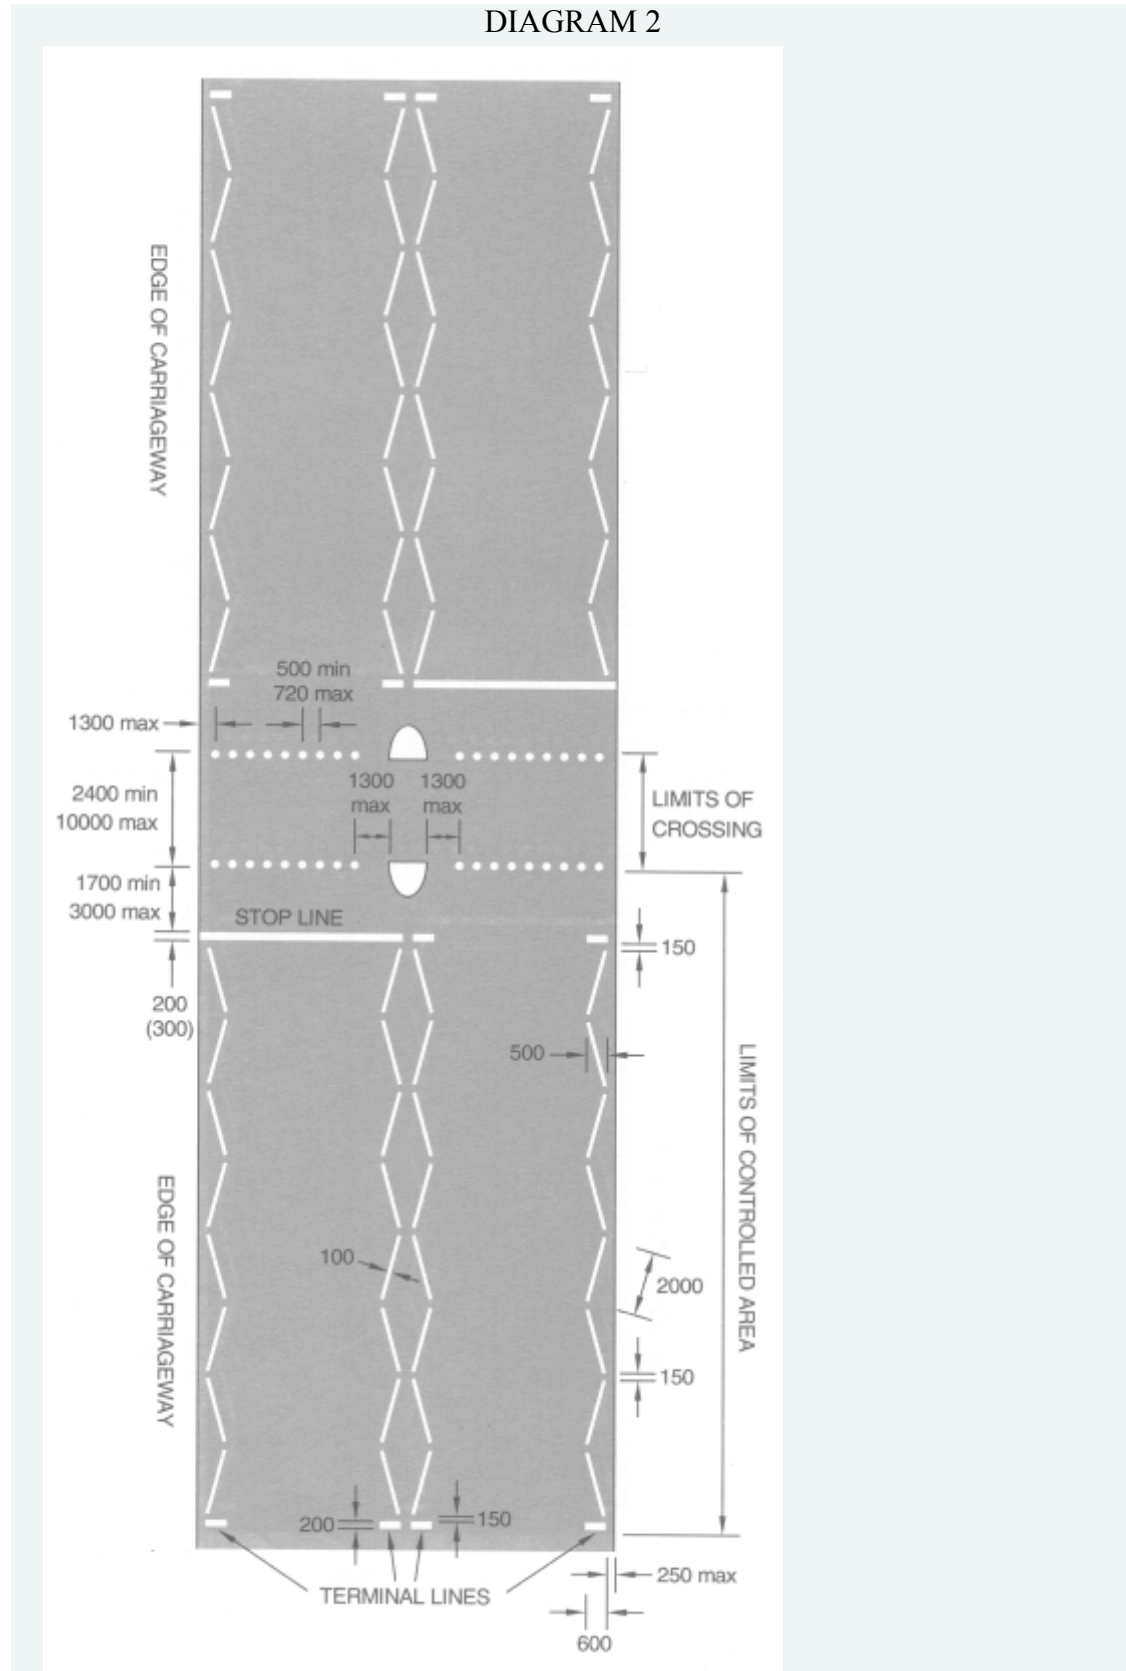 DIAGRAM 2
EDGE OF CARRIAGEWAY
500 min
720 max
1300 max
1300
max
1300
max
2400 min
10000 max
LIMITS OF
CROSSING
1700 min
3000 max
STOP LINE
150
200
(300)
500
LIMITS OF CONTROLLED AREA
EDGE OF CARRIAGEWAY
100
2000
150
200
150
TERMINAL LINES
250 max
600